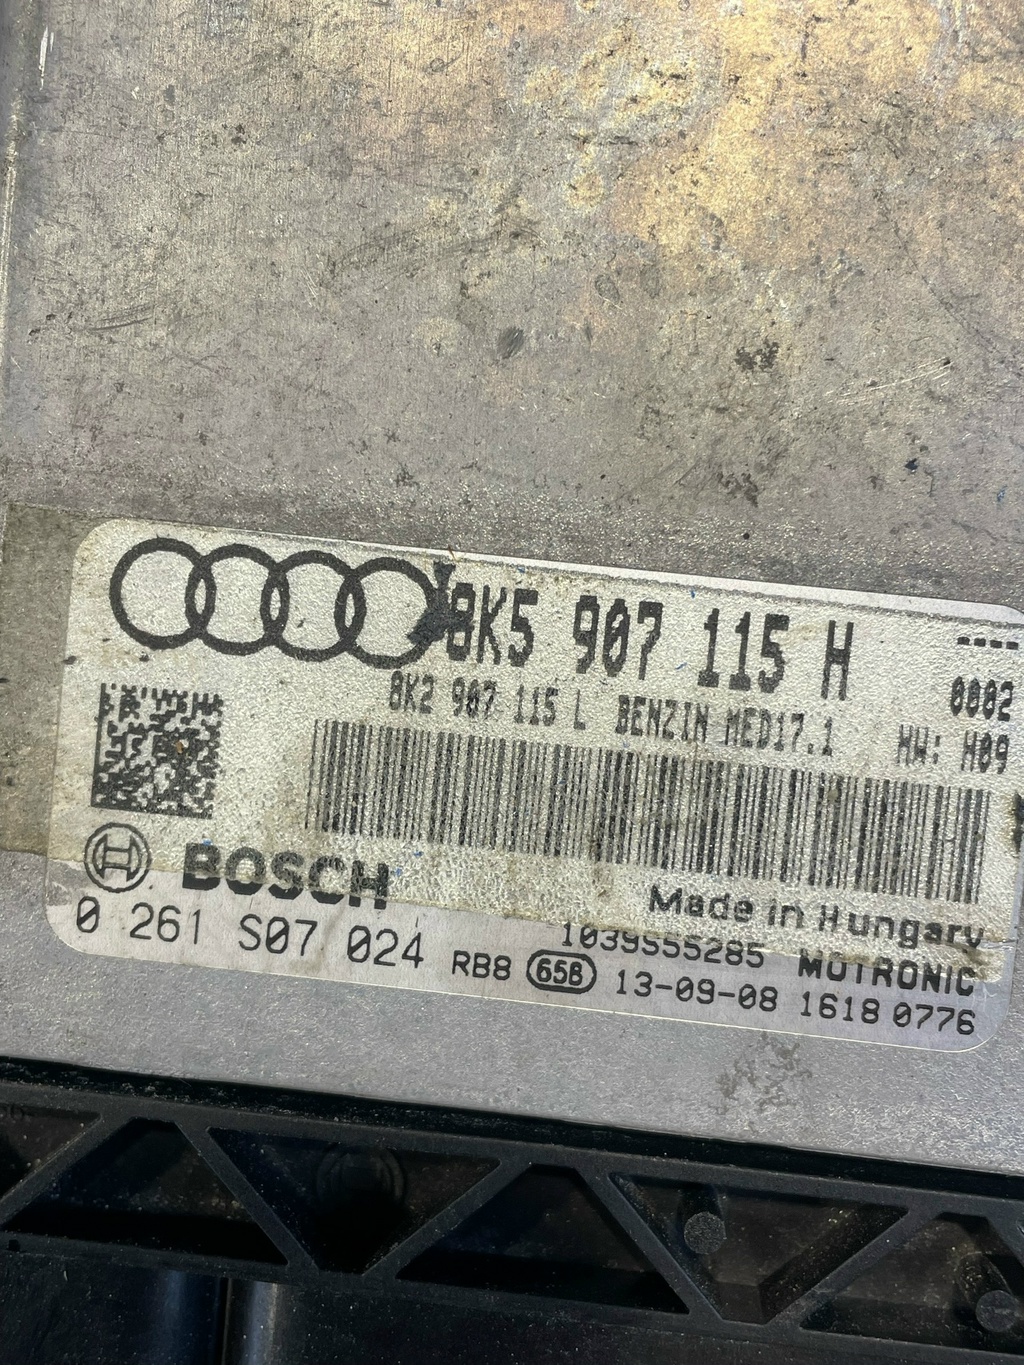 8K5 907 115 H
----
8K2 907 115 L BENZIN MED17.1
0002
HW: H09
BOSCH
Made in Hungary
0 261 S07 024
1039S55285 MOTRONIC
RB8 65B 13-09-08 1618 0776